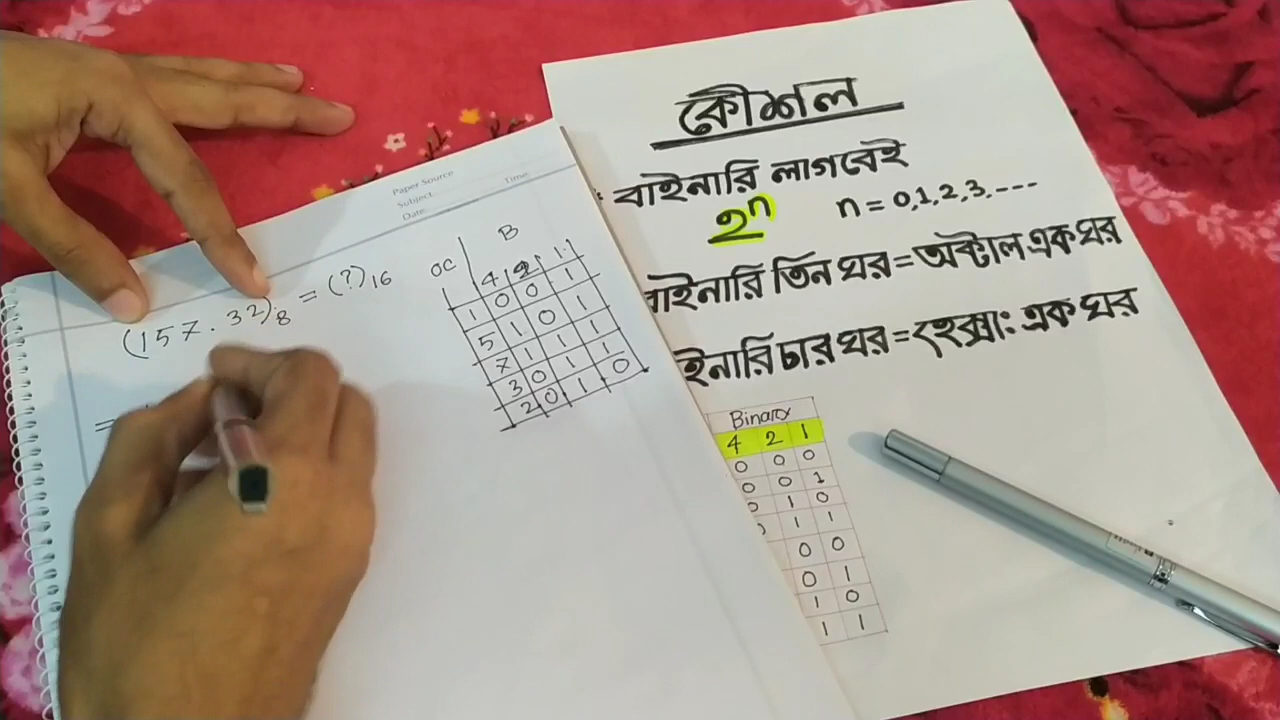 Paper Source
Subject:
Time:
Date:
(157.32)₈ = (?)₁₆
=
B
OC 4 2 1
1 0 0 1
5 1 0 1
7 1 1 1
3 0 1 1
2 0 1 0
কৌশল
: বাইনারি লাগবেই
2ⁿ n = 0,1,2,3,---
বাইনারি তিন ঘর = অক্টাল এক ঘর
ইনারি চার ঘর = হেক্সা: এক ঘর
Binary
4 2 1
0 0 0
0 0 1
0 1 0
1 1
0 0
0 1
1 0
1 1